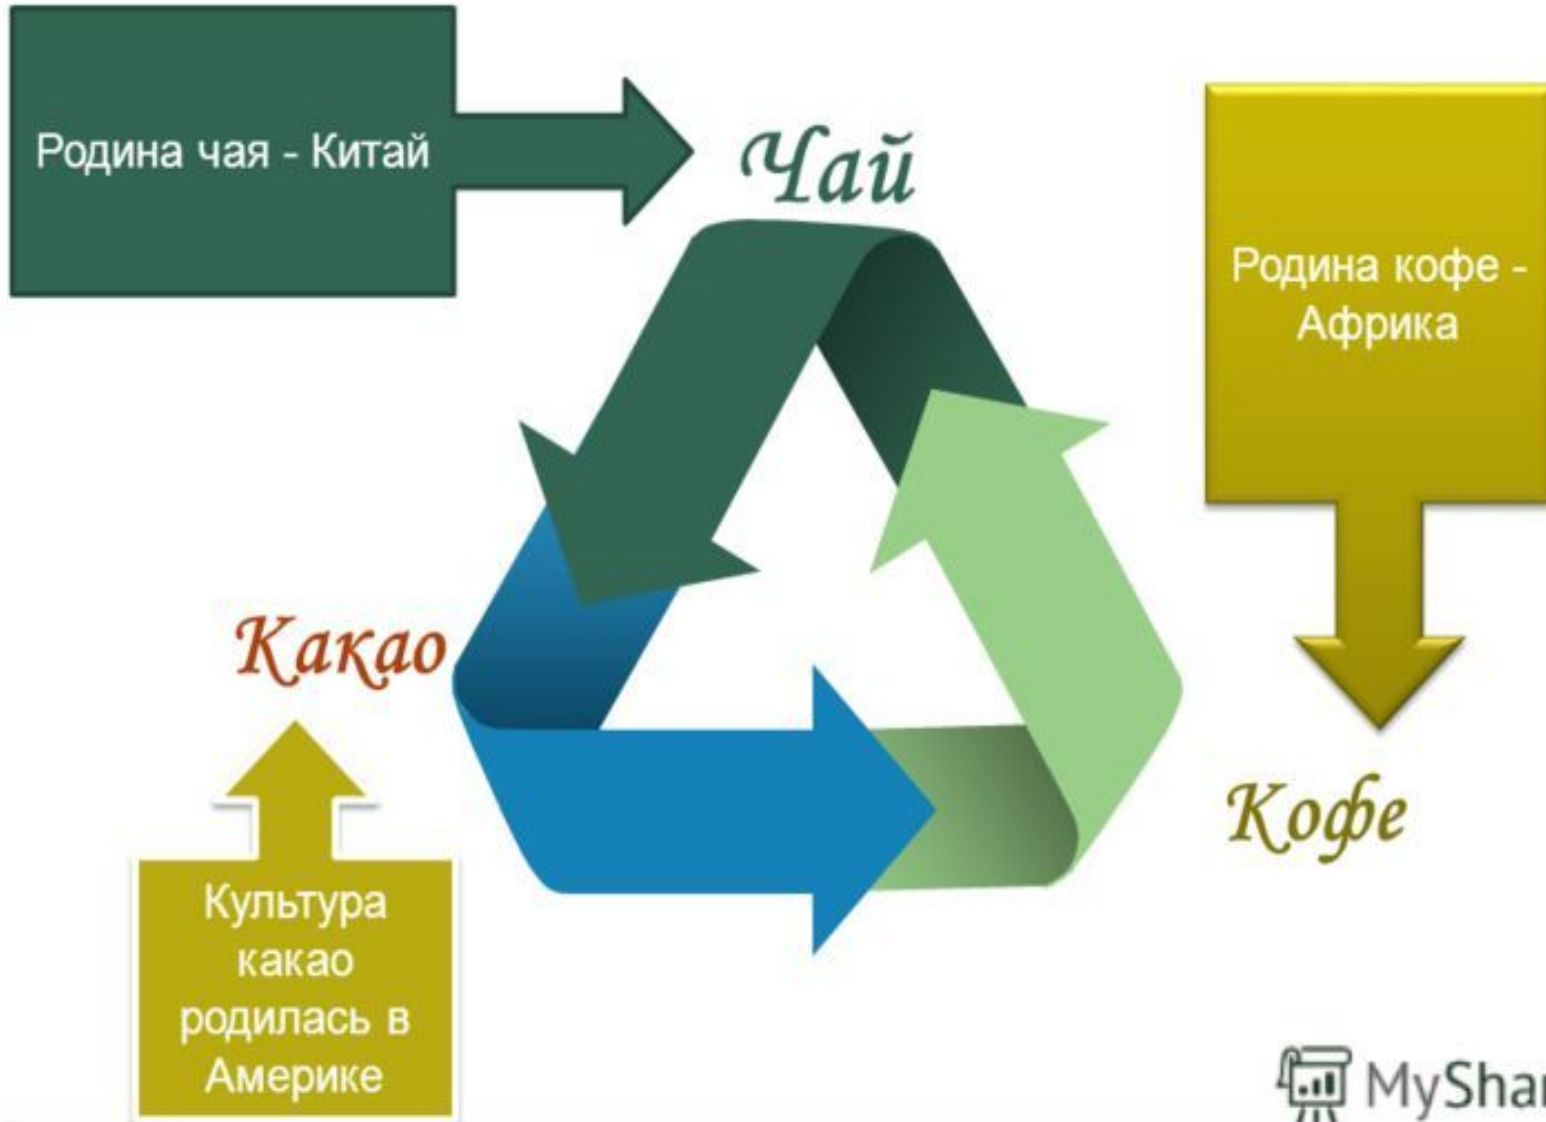 Родина чая - Китай
Чай
Родина кофе -
Африка
Какао
Кофе
Культура
какао
родилась в
Америке